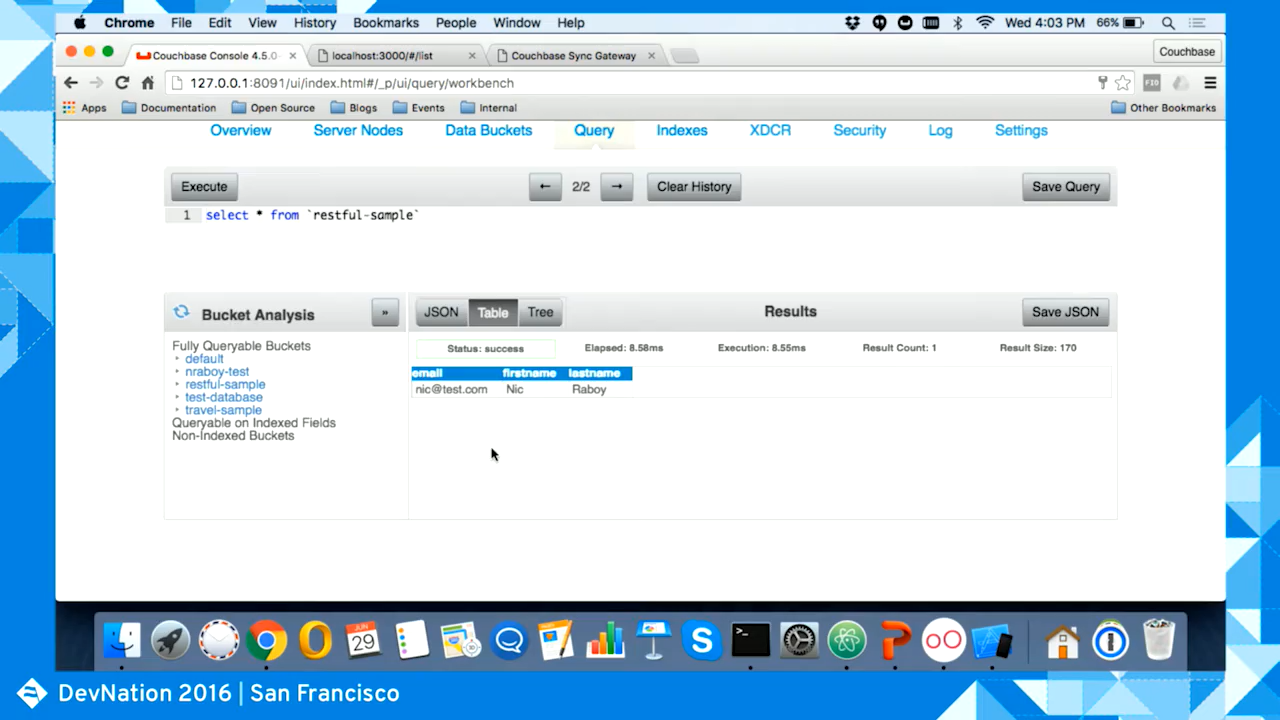 Chrome File Edit View History Bookmarks People Window Help Wed 4:03 PM 66%
Couchbase Console 4.5.0 localhost:3000/#/list Couchbase Sync Gateway Couchbase
127.0.0.1:8091/ui/index.html#/_p/ui/query/workbench FIO
Apps Documentation Open Source Blogs Events Internal Other Bookmarks
Overview Server Nodes Data Buckets Query Indexes XDCR Security Log Settings
Execute ← 2/2 → Clear History Save Query
1 select * from `restful-sample`
Bucket Analysis » JSON Table Tree Results Save JSON
Status: success Elapsed: 8.58ms Execution: 8.55ms Result Count: 1 Result Size: 170
Fully Queryable Buckets
default
nraboy-test
restful-sample
test-database
travel-sample
Queryable on Indexed Fields
Non-Indexed Buckets
email firstname lastname
nic@test.com Nic Raboy
JUN
29
DevNation 2016 | San Francisco